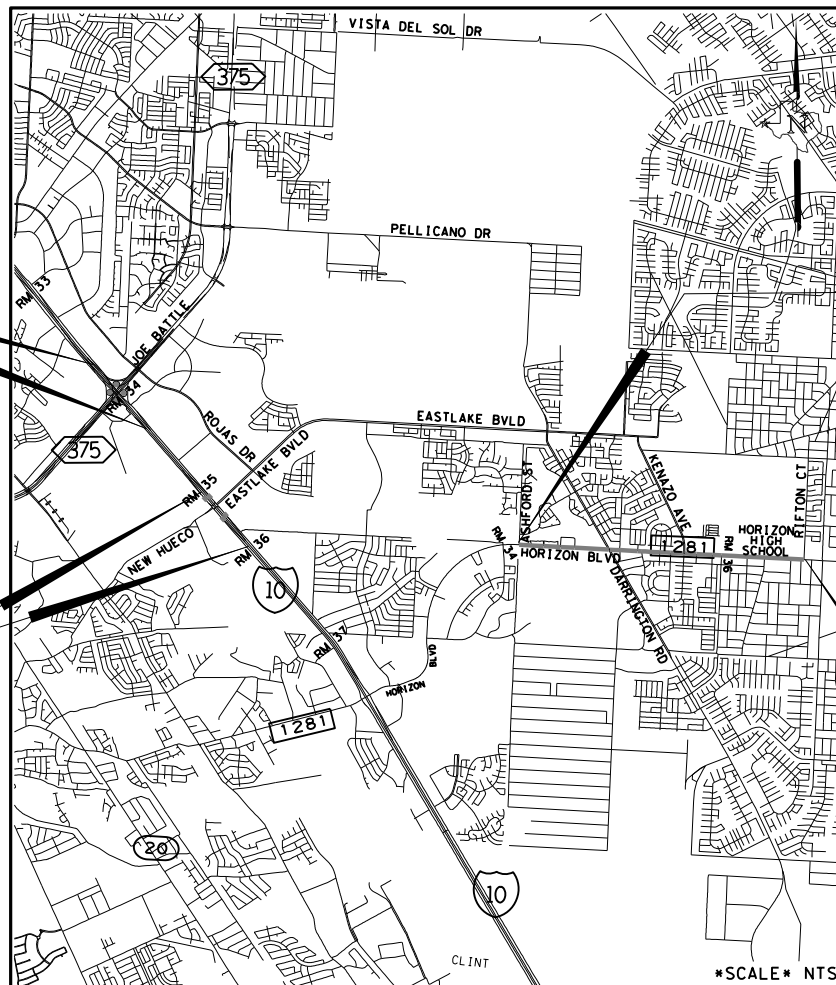 VISTA DEL SOL DR
375
N
PELLICANO DR
RM 33
JOE BATTLE
RM 34
375
ROJAS DR
EASTLAKE BVLD
EASTLAKE BVLD
RM 35
NEW HUECO
RM 36
10
RM 37
ASHFORD ST
KENAZO AVE
RIFTON CT
RM 34
HORIZON BLVD
1281
RM 36
HORIZON
HIGH
SCHOOL
DARRINGTON RD
HORIZON
BLVD
1281
20
10
CLINT
*SCALE* NTS